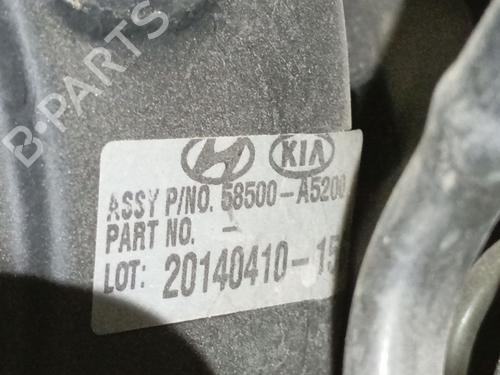 B-PARTS
KIA
ASSY P/NO. 58500-A5200
PART NO. -
LOT: 20140410-15